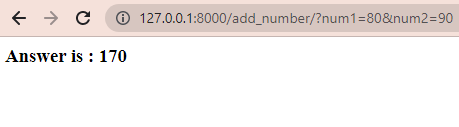 127.0.0.1:8000/add_number/?num1=80&num2=90
Answer is : 170